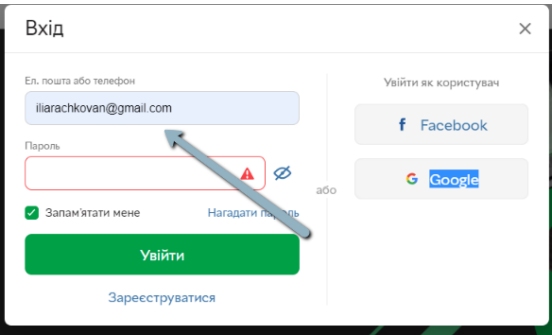 Вхід
Ел. пошта або телефон
iliarachkovan@gmail.com
Пароль
Запам'ятати мене
Нагадати пароль
Увійти
Зареєструватися
або
Увійти як користувач
Facebook
Google